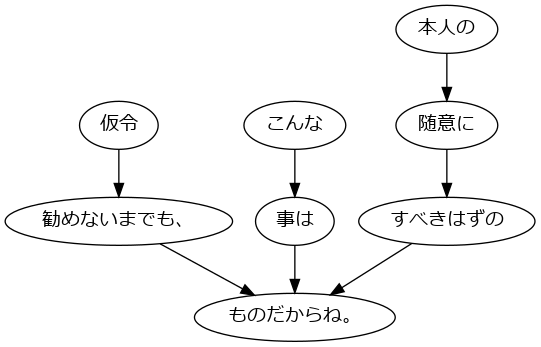 本人の
仮令
こんな
随意に
勧めないまでも、
事は
すべきはずの
ものだからね。